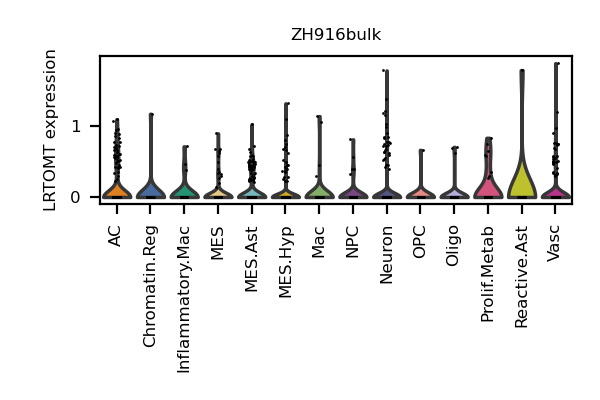 ZH916bulk
LRTOMT expression
1
0
AC
Chromatin.Reg
Inflammatory.Mac
MES
MES.Ast
MES.Hyp
Mac
NPC
Neuron
OPC
Oligo
Prolif.Metab
Reactive.Ast
Vasc